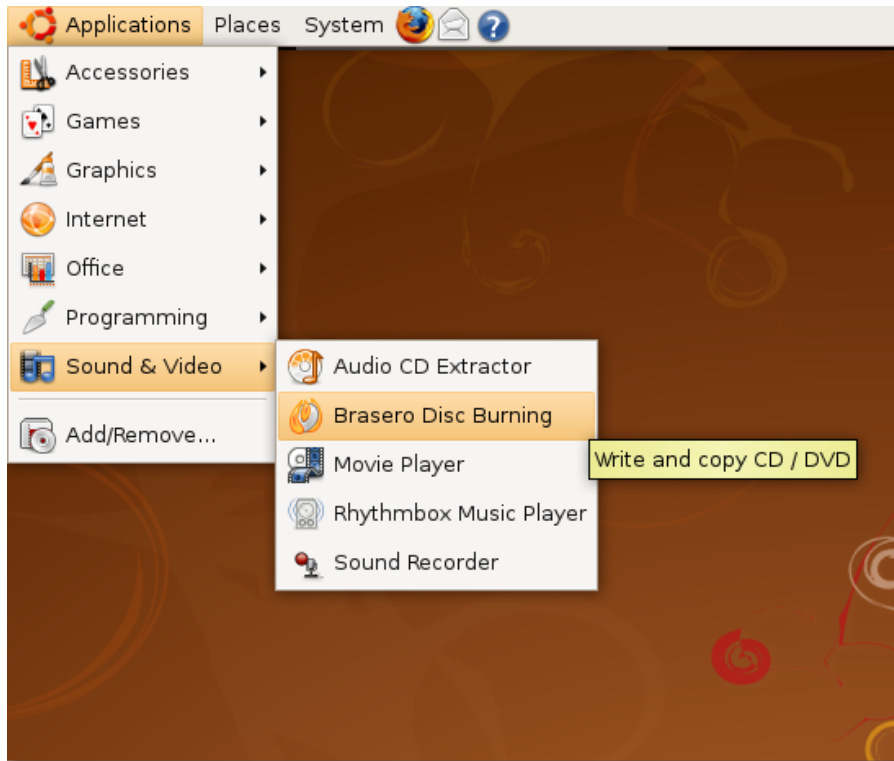 Applications Places System
Accessories
Games
Graphics
Internet
Office
Programming
Sound & Video
Add/Remove...
Audio CD Extractor
Brasero Disc Burning
Movie Player
Rhythmbox Music Player
Sound Recorder
Write and copy CD / DVD